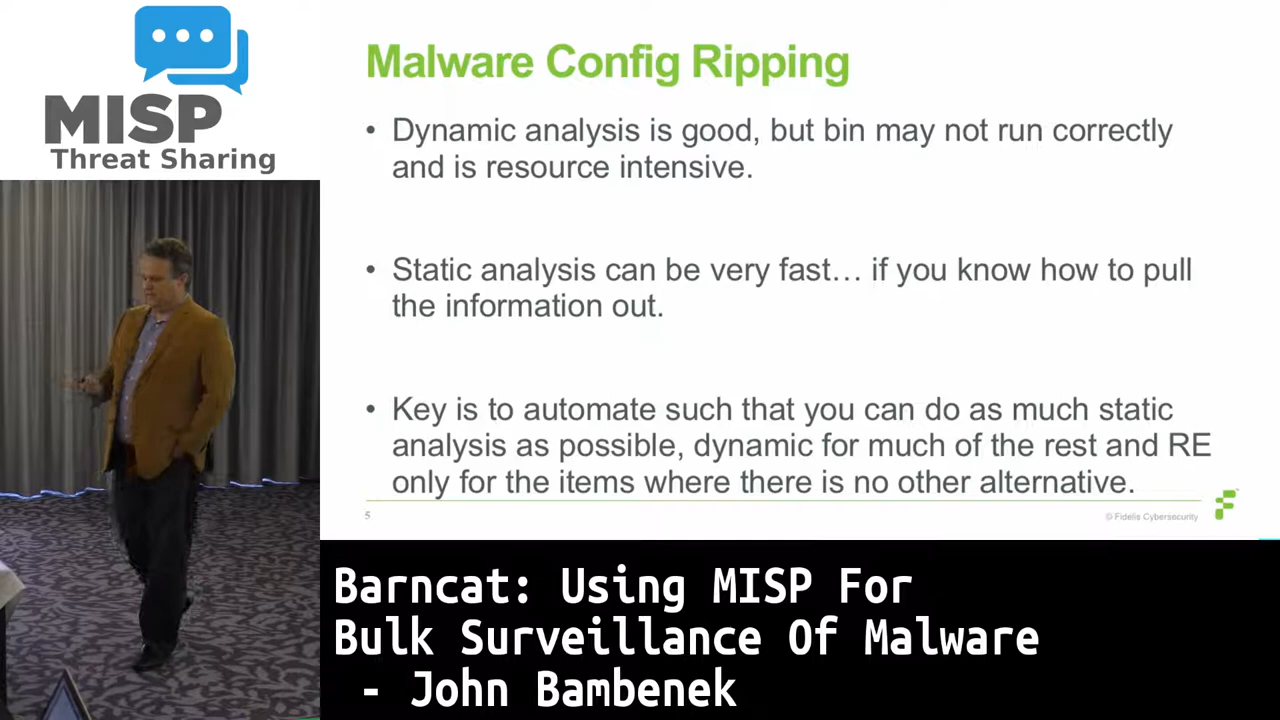 MISP
Threat Sharing
Malware Config Ripping
• Dynamic analysis is good, but bin may not run correctly
and is resource intensive.
• Static analysis can be very fast… if you know how to pull
the information out.
• Key is to automate such that you can do as much static
analysis as possible, dynamic for much of the rest and RE
only for the items where there is no other alternative.
5
© Fidelis Cybersecurity
Barncat: Using MISP For
Bulk Surveillance Of Malware
- John Bambenek